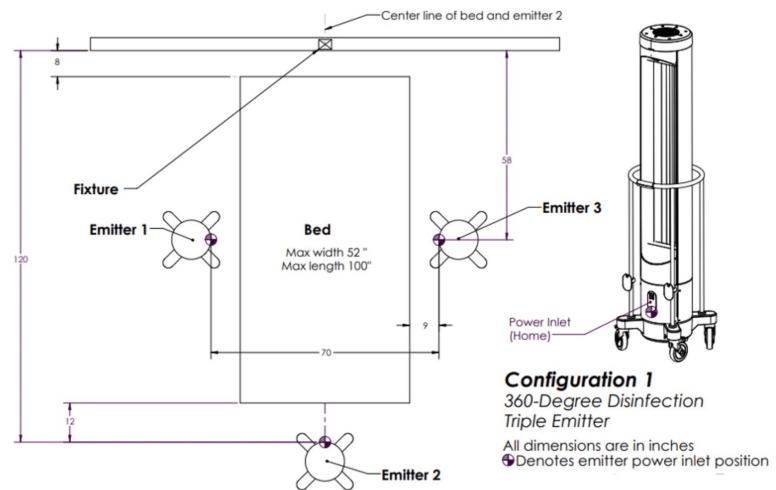 Center line of bed and emitter 2
8
58
Fixture
Emitter 1
Bed
Emitter 3
Max width 52 "
Max length 100"
120
9
Power Inlet
(Home)
70
Configuration 1
360-Degree Disinfection
Triple Emitter
12
All dimensions are in inches
Denotes emitter power inlet position
Emitter 2